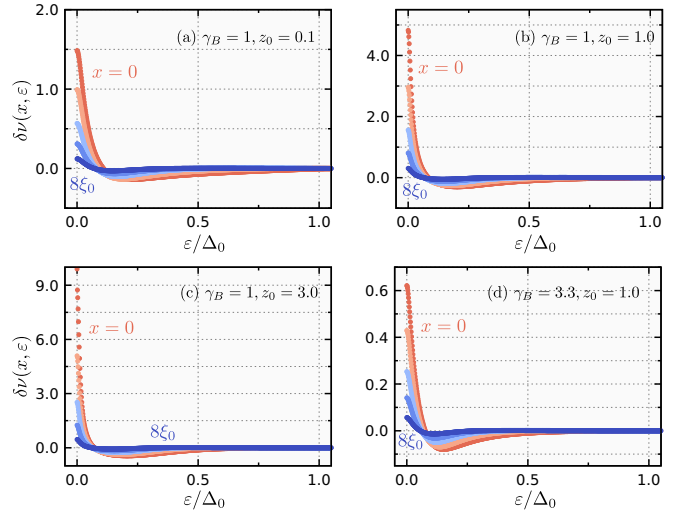 2.0
1.0
0.0
δν(x, ε)
(a) γ_B = 1, z_0 = 0.1
x = 0
8ξ_0
0.0 0.5 1.0
ε/Δ_0
4.0
2.0
0.0
(b) γ_B = 1, z_0 = 1.0
x = 0
8ξ_0
0.0 0.5 1.0
ε/Δ_0
9.0
6.0
3.0
0.0
δν(x, ε)
(c) γ_B = 1, z_0 = 3.0
x = 0
8ξ_0
0.0 0.5 1.0
ε/Δ_0
0.6
0.4
0.2
0.0
(d) γ_B = 3.3, z_0 = 1.0
x = 0
8ξ_0
0.0 0.5 1.0
ε/Δ_0